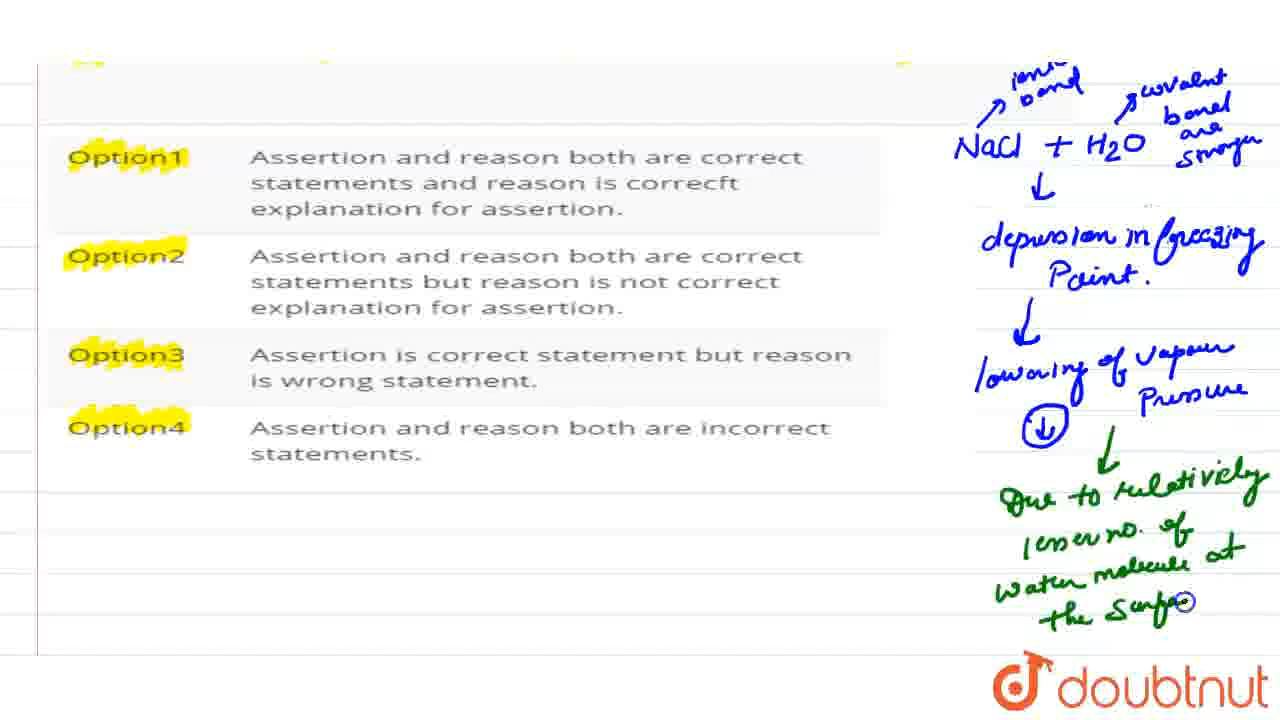 Option1
Assertion and reason both are correct
statements and reason is correcft
explanation for assertion.
Option2
Assertion and reason both are correct
statements but reason is not correct
explanation for assertion.
Option3
Assertion is correct statement but reason
is wrong statement.
Option4
Assertion and reason both are incorrect
statements.
bond
covalent
bond
are
stronger
NaCl + H2O
depression in freezing
Point.
lowering of vapour
Pressure
Due to relatively
lesser no. of
water molecule at
the Surfa
doubtnut